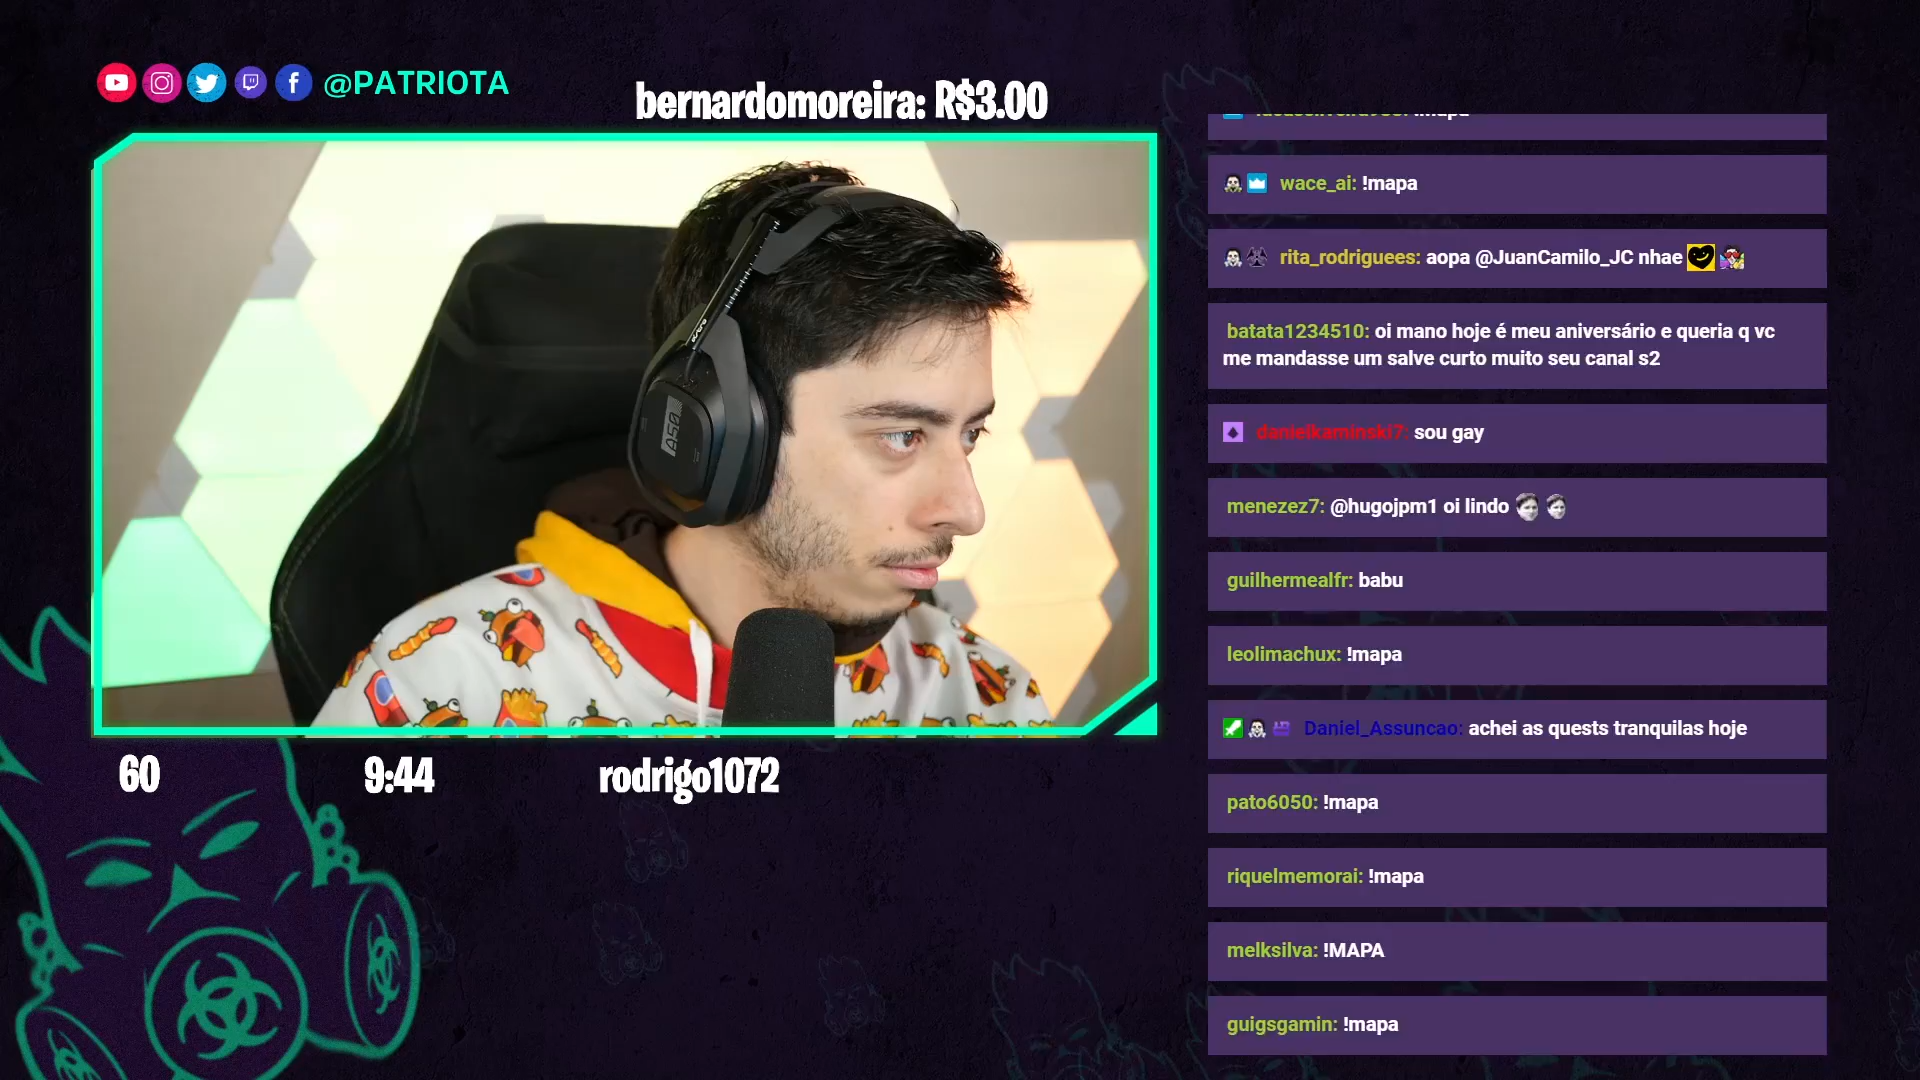 @PATRIOTA
bernardomoreira: R$3.00
ASTRO
A50
60
9:44
rodrigo1072
wace_ai: !mapa
rita_rodriguees: aopa @JuanCamilo_JC nhae
batata1234510: oi mano hoje é meu aniversário e queria q vc
me mandasse um salve curto muito seu canal s2
danielkaminski7: sou gay
menezez7: @hugojpm1 oi lindo
guilhermealfr: babu
leolimachux: !mapa
Daniel_Assuncao: achei as quests tranquilas hoje
pato6050: !mapa
riquelmemorai: !mapa
melksilva: !MAPA
guigsgamin: !mapa